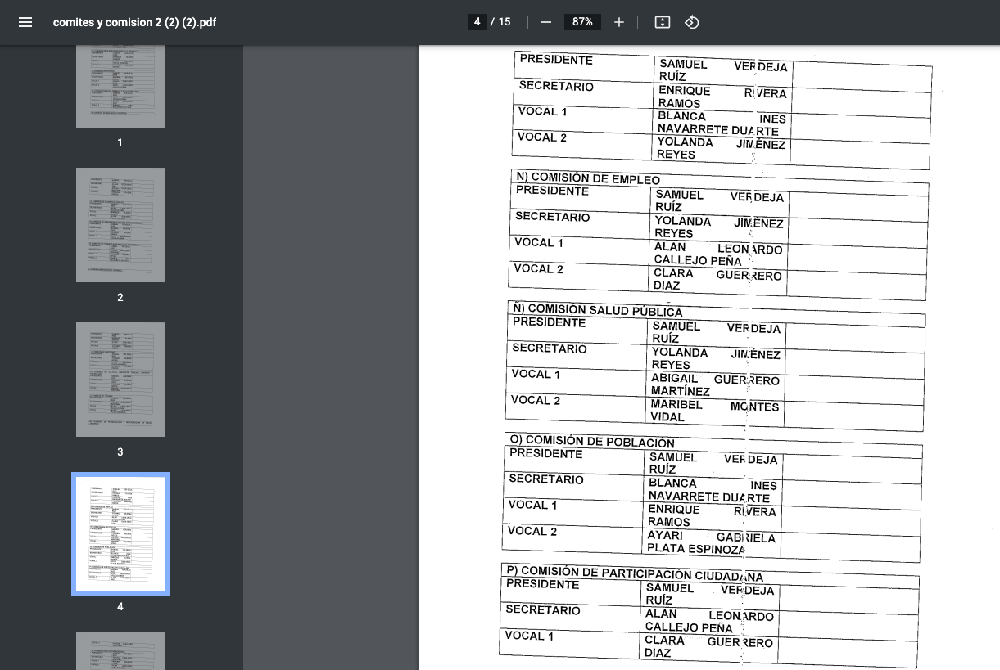 comites y comision 2 (2) (2).pdf
4 / 15
87%
1
2
3
4
PRESIDENTE
SAMUEL VERDEJA
RUÍZ
SECRETARIO
ENRIQUE RIVERA
RAMOS
VOCAL 1
BLANCA INES
NAVARRETE DUARTE
VOCAL 2
YOLANDA JIMÉNEZ
REYES
N) COMISIÓN DE EMPLEO
PRESIDENTE
SAMUEL VERDEJA
RUÍZ
SECRETARIO
YOLANDA JIMÉNEZ
REYES
VOCAL 1
ALAN LEONARDO
CALLEJO PEÑA
VOCAL 2
CLARA GUERRERO
DIAZ
Ñ) COMISIÓN SALUD PÚBLICA
PRESIDENTE
SAMUEL VERDEJA
RUÍZ
SECRETARIO
YOLANDA JIMÉNEZ
REYES
VOCAL 1
ABIGAIL GUERRERO
MARTÍNEZ
VOCAL 2
MARIBEL MONTES
VIDAL
O) COMISIÓN DE POBLACIÓN
PRESIDENTE
SAMUEL VERDEJA
RUÍZ
SECRETARIO
BLANCA INES
NAVARRETE DUARTE
VOCAL 1
ENRIQUE RIVERA
RAMOS
VOCAL 2
AYARI GABRIELA
PLATA ESPINOZA
P) COMISIÓN DE PARTICIPACIÓN CIUDADANA
PRESIDENTE
SAMUEL VERDEJA
RUÍZ
SECRETARIO
ALAN LEONARDO
CALLEJO PEÑA
VOCAL 1
CLARA GUERRERO
DIAZ